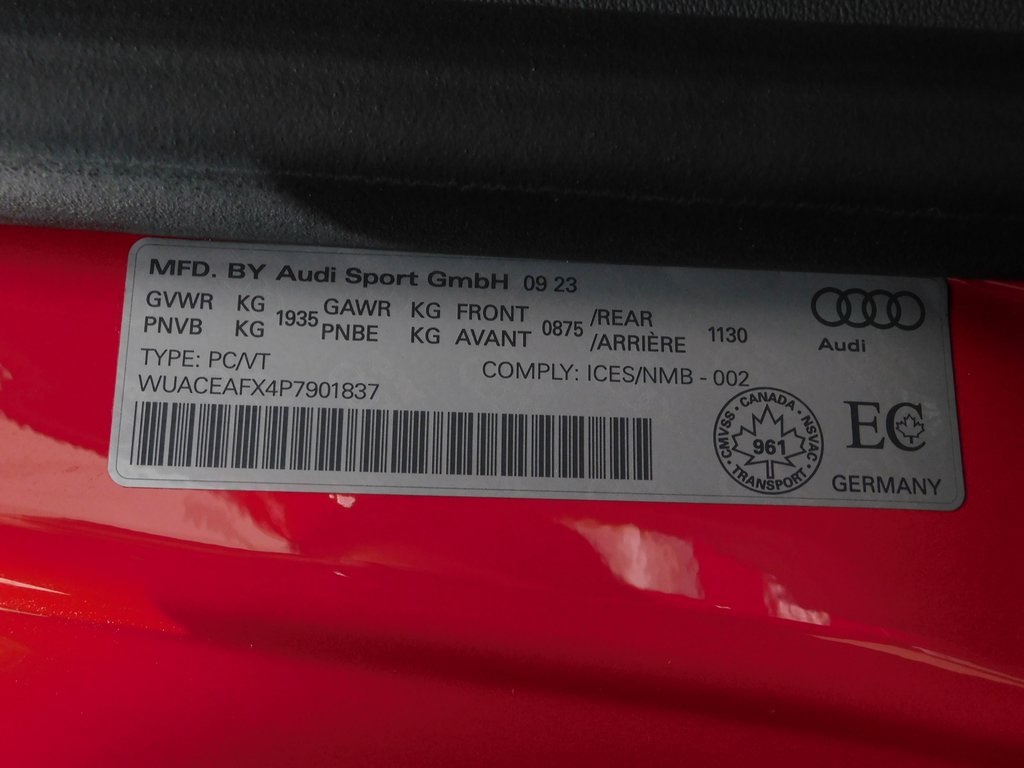 MFD. BY Audi Sport GmbH 09 23
GVWR KG 1935 GAWR KG FRONT 0875 /REAR 1130
PNVB KG PNBE KG AVANT /ARRIÈRE
Audi
TYPE: PC/VT
COMPLY: ICES/NMB - 002
WUACEAFX4P7901837
CMVSS · CANADA · NSVAC
961
· TRANSPORT ·
EC
GERMANY